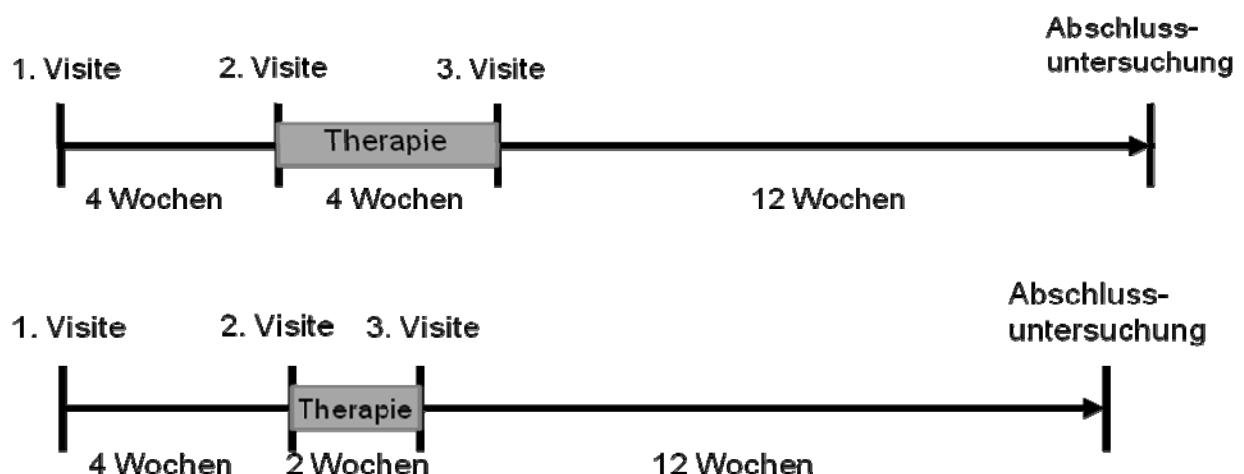 Abschluss-
untersuchung
1. Visite 2. Visite 3. Visite
Therapie
4 Wochen 4 Wochen 12 Wochen
Abschluss-
untersuchung
1. Visite 2. Visite 3. Visite
Therapie
4 Wochen 2 Wochen 12 Wochen